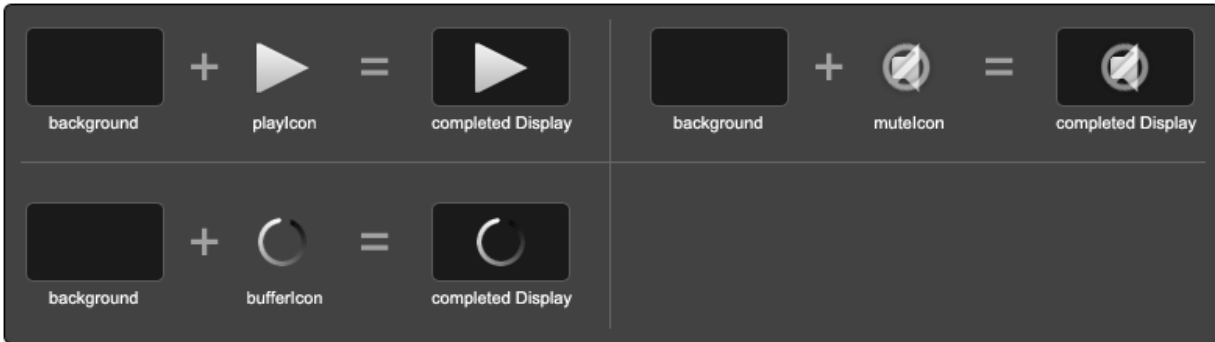 + =
background playIcon completed Display
+ =
background muteIcon completed Display
+ =
background bufferIcon completed Display